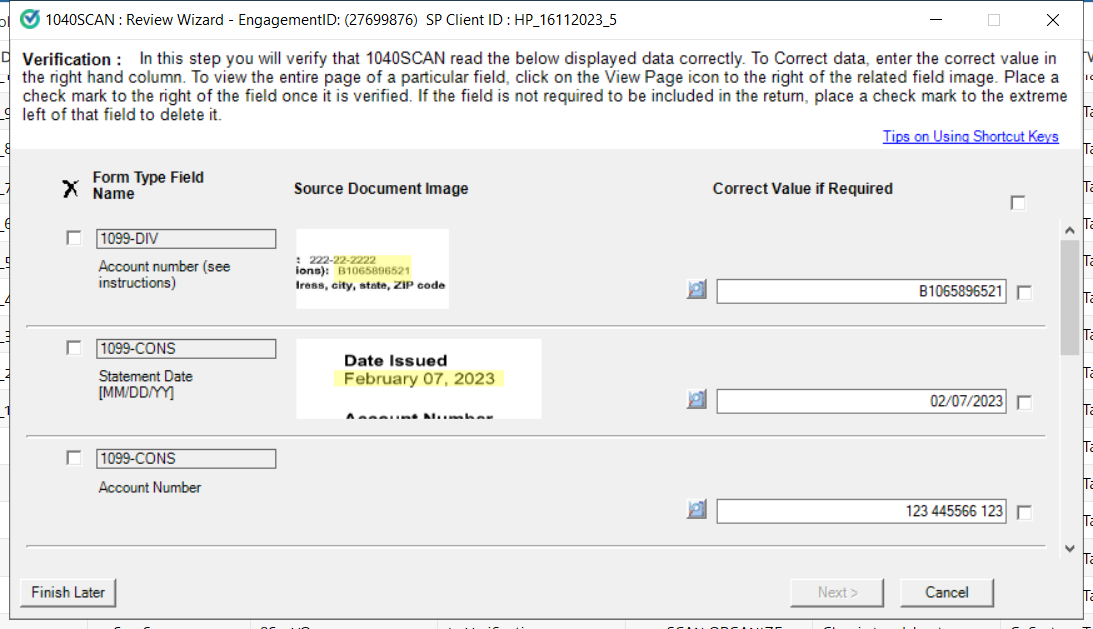 1040SCAN : Review Wizard - EngagementID: (27699876) SP Client ID : HP_16112023_5
Verification : In this step you will verify that 1040SCAN read the below displayed data correctly. To Correct data, enter the correct value in
the right hand column. To view the entire page of a particular field, click on the View Page icon to the right of the related field image. Place a
check mark to the right of the field once it is verified. If the field is not required to be included in the return, place a check mark to the extreme
left of that field to delete it.
Tips on Using Shortcut Keys
Form Type Field
Name
Source Document Image
Correct Value if Required
1099-DIV
Account number (see
instructions)
: 222-22-2222
ions): B1065896521
dress, city, state, ZIP code
B1065896521
1099-CONS
Statement Date
[MM/DD/YY]
Date Issued
February 07, 2023
Account Number
02/07/2023
1099-CONS
Account Number
123 445566 123
Finish Later
Next >
Cancel